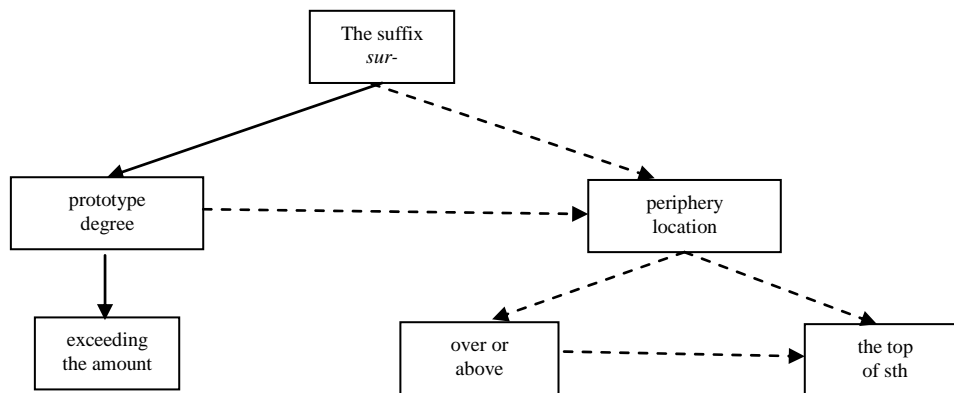 The suffix
sur-
prototype
degree
periphery
location
exceeding
the amount
over or
above
the top
of sth